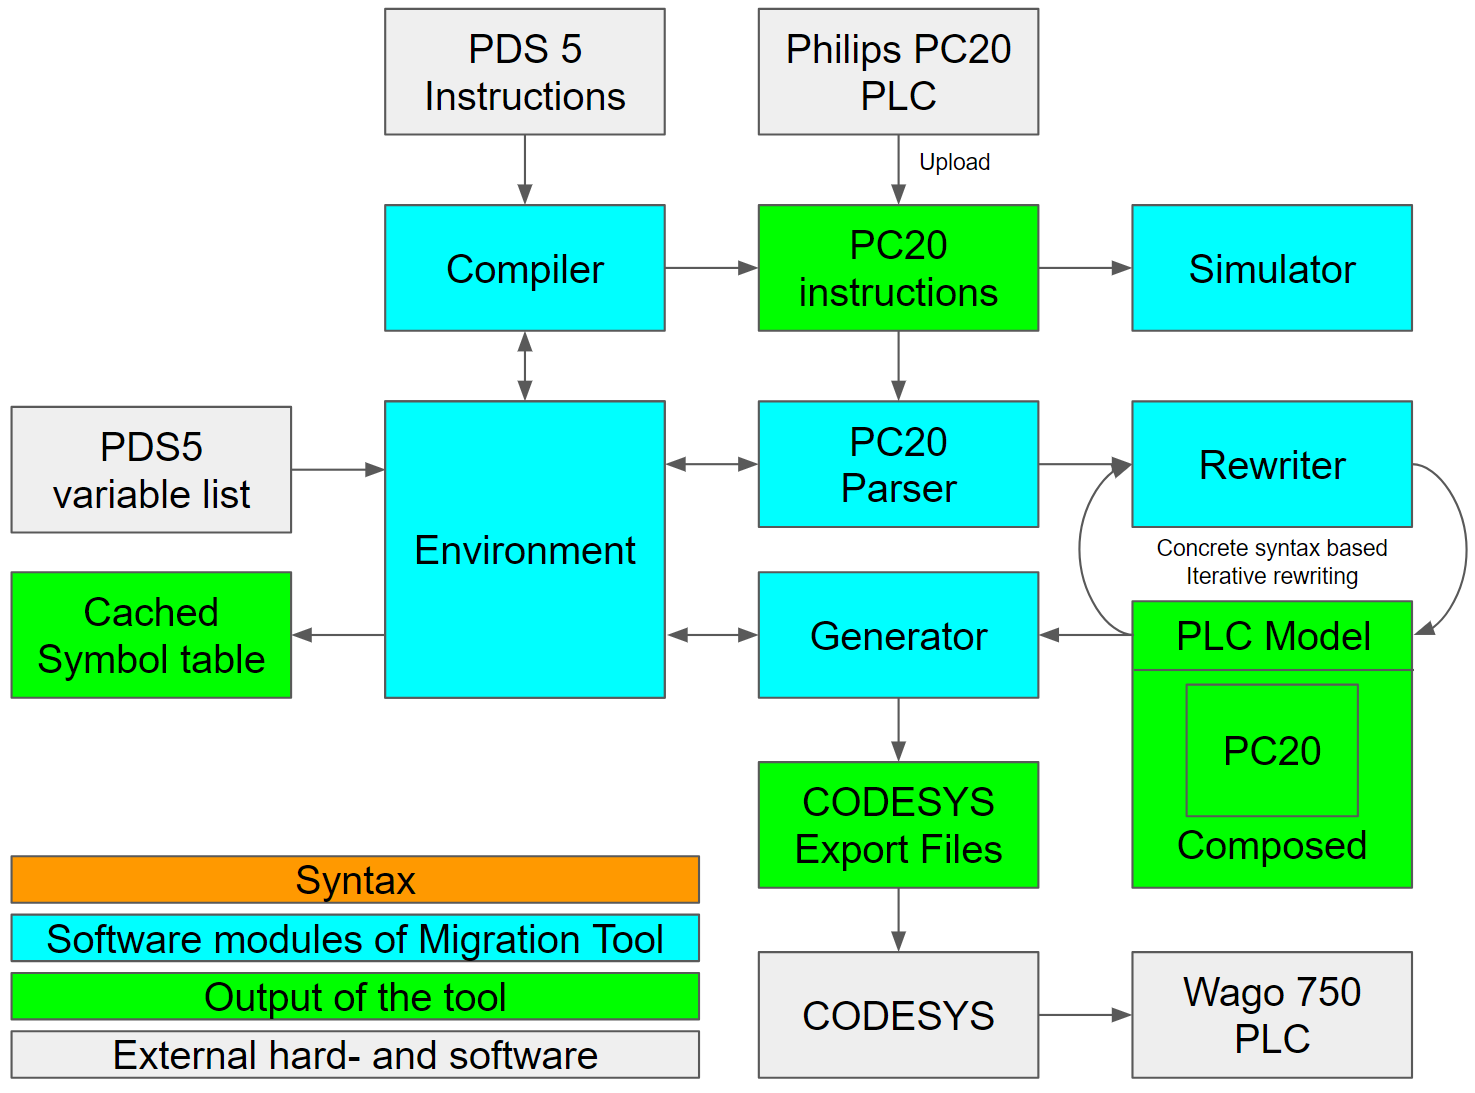 PDS 5
Instructions
Philips PC20
PLC
Upload
Compiler
PC20
instructions
Simulator
PDS5
variable list
Environment
PC20
Parser
Rewriter
Concrete syntax based
Iterative rewriting
Cached
Symbol table
Generator
PLC Model
PC20
Composed
CODESYS
Export Files
Syntax
Software modules of Migration Tool
Output of the tool
External hard- and software
CODESYS
Wago 750
PLC